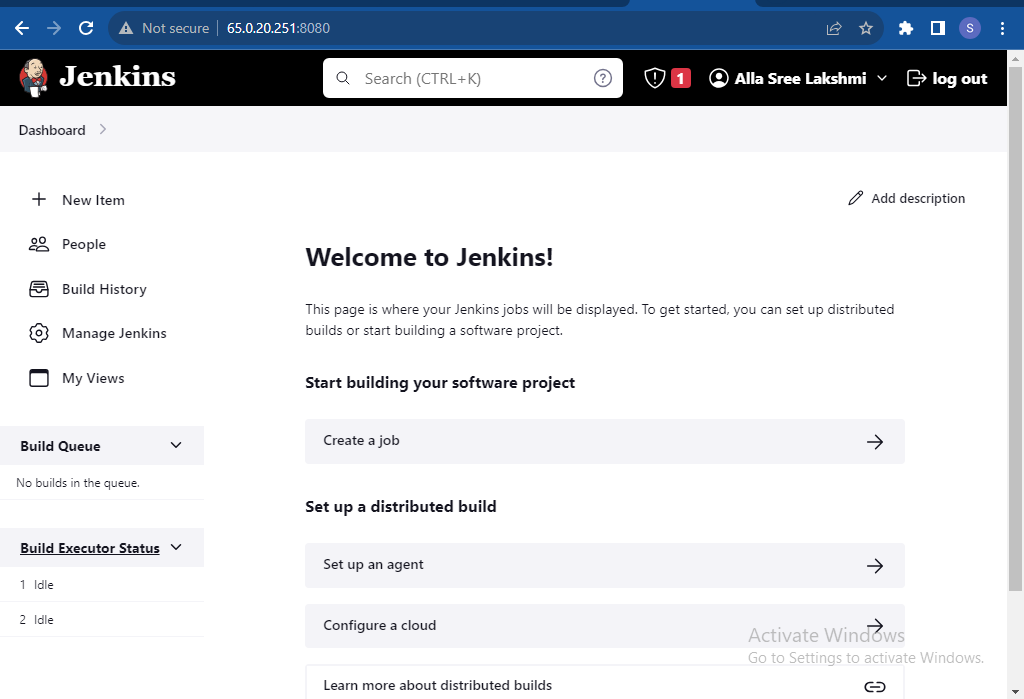 Not secure
65.0.20.251:8080
S
Jenkins
Search (CTRL+K)
?
1
Alla Sree Lakshmi
log out
Dashboard
New Item
Add description
People
Build History
Manage Jenkins
My Views
Welcome to Jenkins!
This page is where your Jenkins jobs will be displayed. To get started, you can set up distributed
builds or start building a software project.
Start building your software project
Create a job
Build Queue
No builds in the queue.
Set up a distributed build
Build Executor Status
1 Idle
2 Idle
Set up an agent
Configure a cloud
Learn more about distributed builds
Activate Windows
Go to Settings to activate Windows.